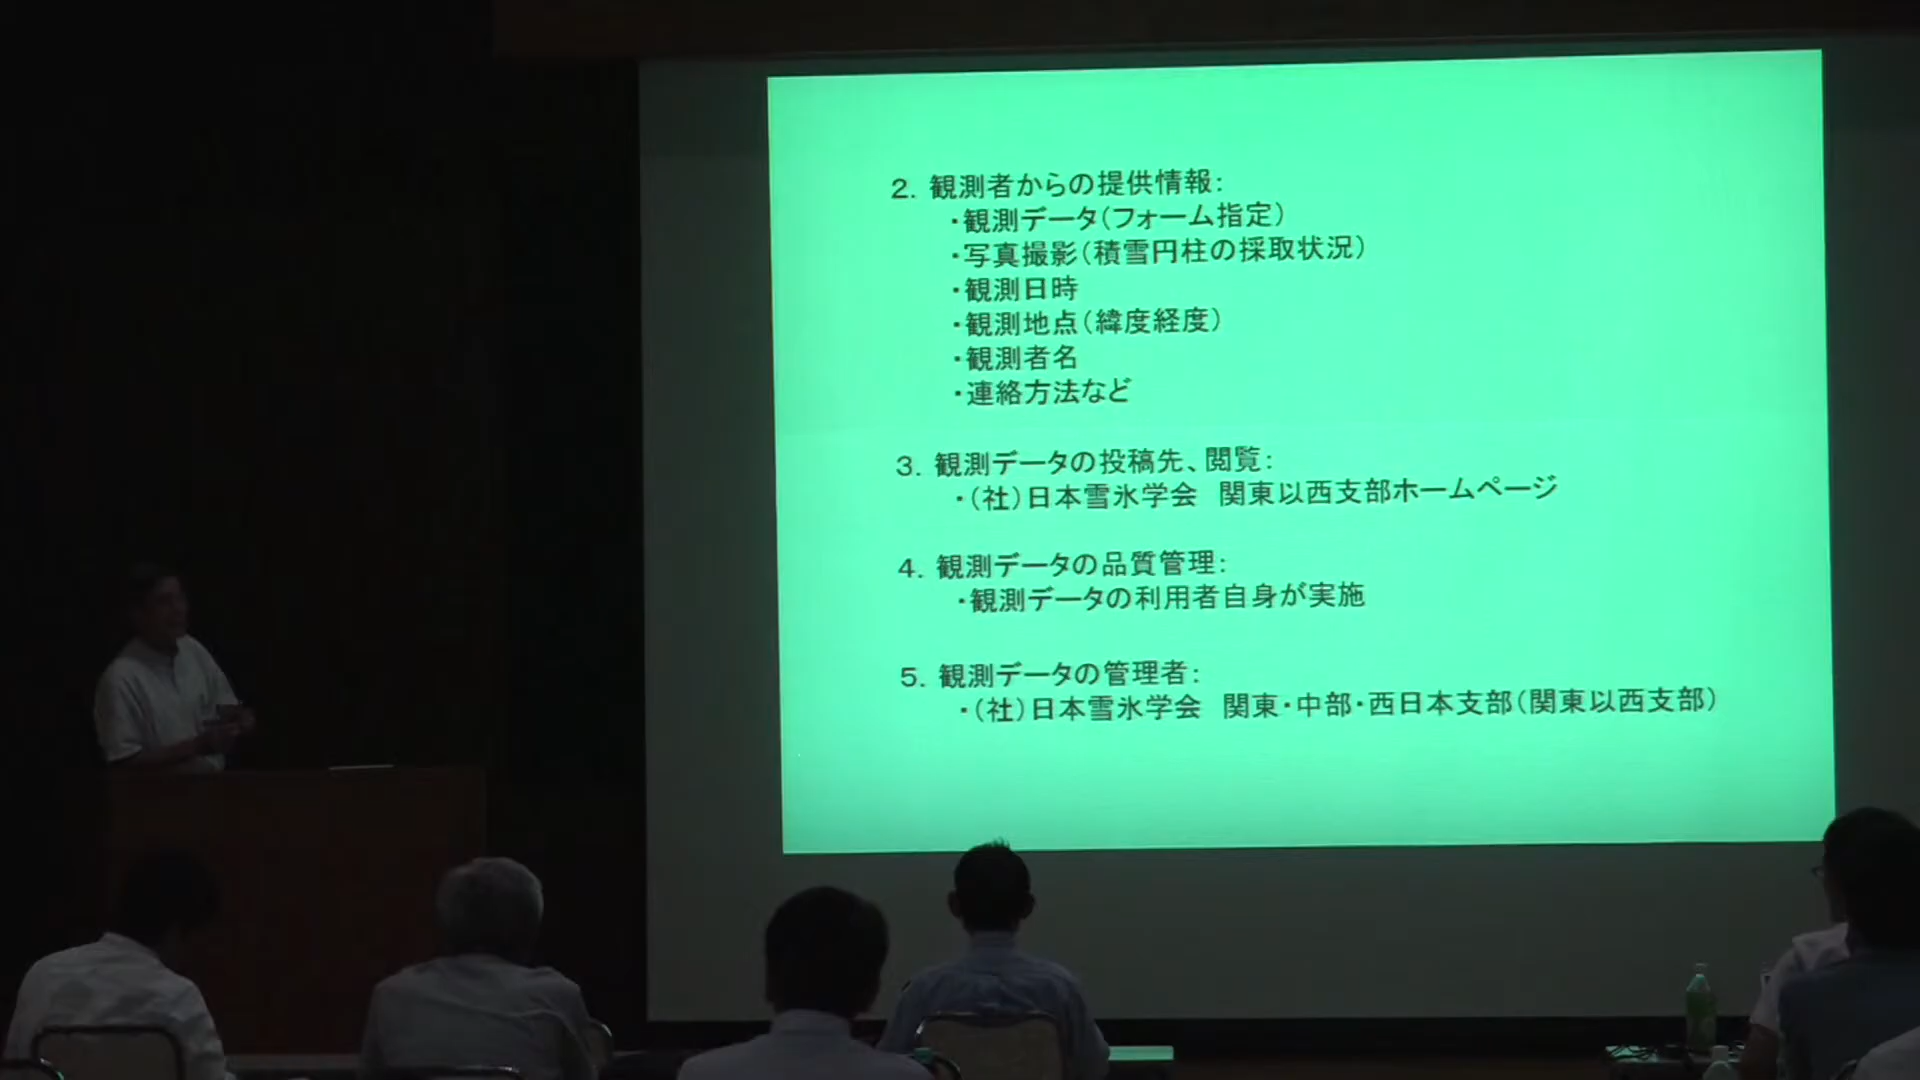 2. 観測者からの提供情報:
・観測データ(フォーム指定)
・写真撮影(積雪円柱の採取状況)
・観測日時
・観測地点(緯度経度)
・観測者名
・連絡方法など
3. 観測データの投稿先、閲覧:
・(社)日本雪氷学会 関東以西支部ホームページ
4. 観測データの品質管理:
・観測データの利用者自身が実施
5. 観測データの管理者:
・(社)日本雪氷学会 関東・中部・西日本支部(関東以西支部)